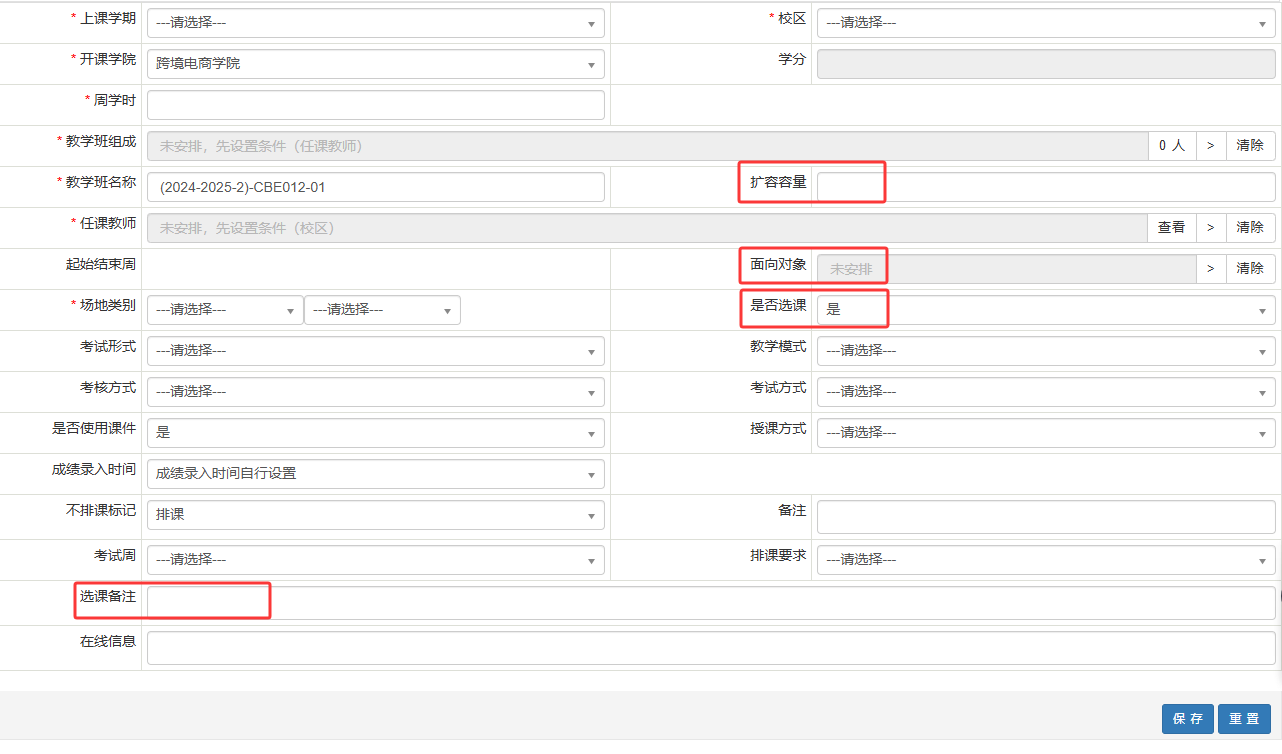 * 上课学期 ---请选择--- * 校区 ---请选择---
* 开课学院 跨境电商学院 学分
* 周学时
* 教学班组成 未安排，先设置条件（任课教师） 0 人 > 清除
* 教学班名称 (2024-2025-2)-CBE012-01 扩容容量
* 任课教师 未安排，先设置条件（校区） 查看 > 清除
起始结束周 面向对象 未安排 > 清除
* 场地类别 ---请选择--- ---请选择--- 是否选课 是
考试形式 ---请选择--- 教学模式 ---请选择---
考核方式 ---请选择--- 考试方式 ---请选择---
是否使用课件 是 授课方式 ---请选择---
成绩录入时间 成绩录入时间自行设置
不排课标记 排课 备注
考试周 ---请选择--- 排课要求 ---请选择---
选课备注
在线信息
保 存 重 置